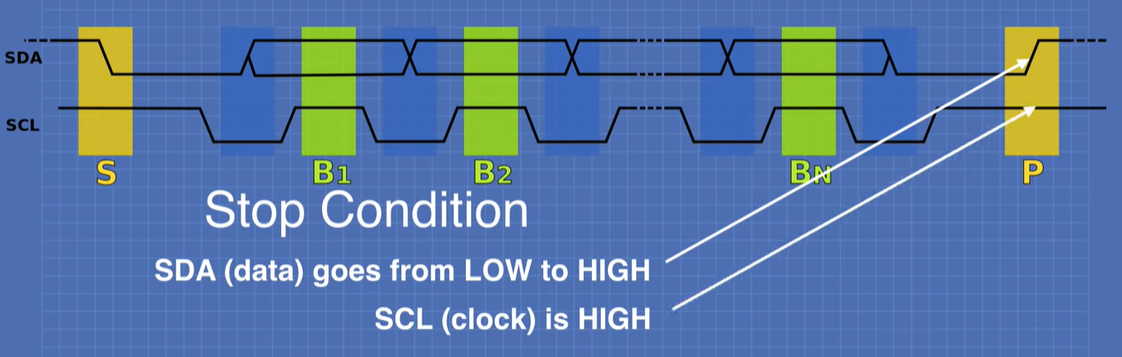 SDA
SCL
S
B1
B2
BN
P
Stop Condition
SDA (data) goes from LOW to HIGH
SCL (clock) is HIGH